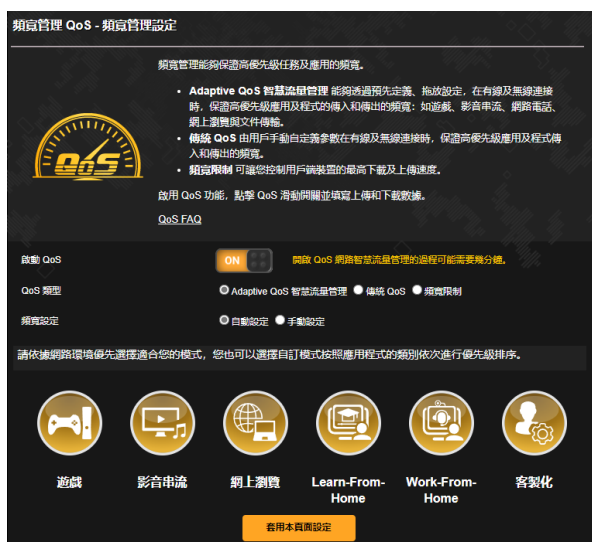 頻寬管理 QoS - 頻寬管理設定
頻寬管理能夠保證高優先級任務及應用的頻寬。
• Adaptive QoS 智慧流量管理 能夠透過預先定義、拖放設定，在有線及無線連接
時，保證高優先級應用及程式的傳入和傳出的頻寬：如遊戲、影音串流、網路電話、
網上瀏覽與文件傳輸。
• 傳統 QoS 由用戶手動自定義參數在有線及無線連接時，保證高優先級應用及程式傳
入和傳出的頻寬。
• 頻寬限制 可讓您控制用戶端裝置的最高下載及上傳速度。
啟用 QoS 功能，點擊 QoS 滑動開關並填寫上傳和下載數據。
QoS
QoS FAQ
啟動 QoS
ON
開啟 QoS 網路智慧流量管理的過程可能需要幾分鐘。
QoS 類型
Adaptive QoS 智慧流量管理 傳統 QoS 頻寬限制
頻寬設定
自動設定 手動設定
請依據網路環境優先選擇適合您的模式，您也可以選擇自訂模式按照應用程式的類別依次進行優先級排序。
遊戲 影音串流 網上瀏覽 Learn-From- Work-From- 客製化
Home Home
套用本頁面設定